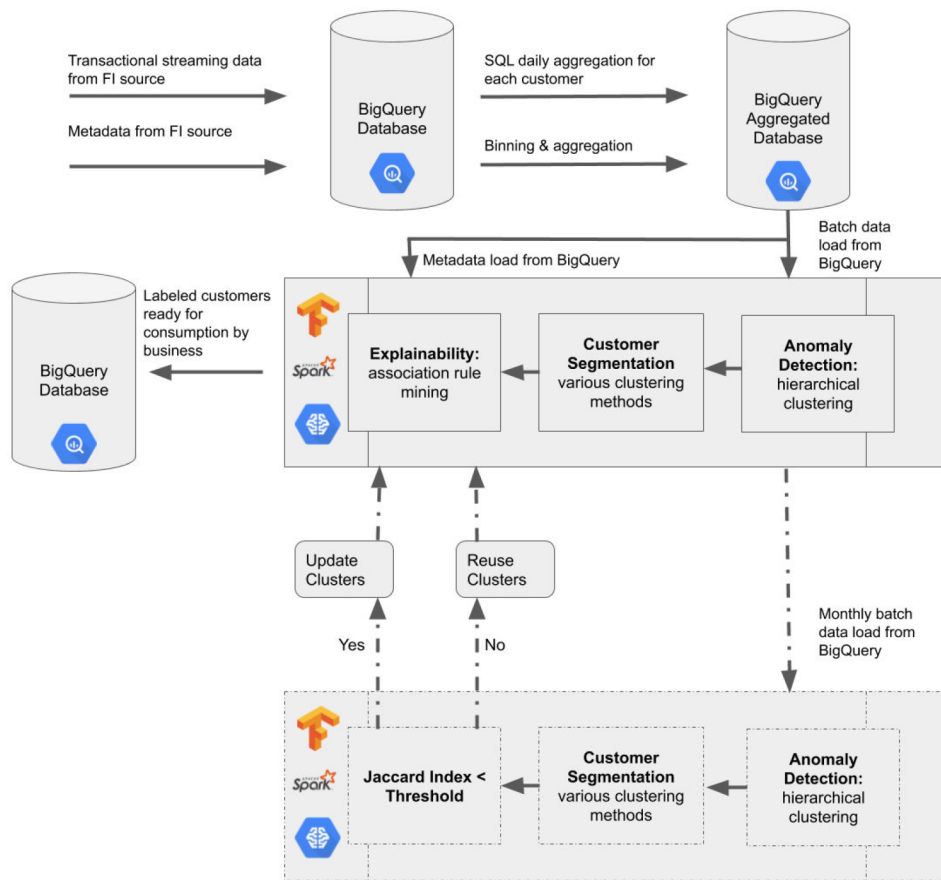 Transactional streaming data
from FI source
Metadata from FI source
BigQuery
Database
SQL daily aggregation for
each customer
Binning & aggregation
BigQuery
Aggregated
Database
Metadata load from BigQuery
Batch data
load from
BigQuery
BigQuery
Database
Labeled customers
ready for
consumption by
business
APACHE
Spark
Explainability:
association rule
mining
Customer
Segmentation
various clustering
methods
Anomaly
Detection:
hierarchical
clustering
Update
Clusters
Reuse
Clusters
Yes
No
Monthly batch
data load from
BigQuery
APACHE
Spark
Jaccard Index <
Threshold
Customer
Segmentation
various clustering
methods
Anomaly
Detection:
hierarchical
clustering